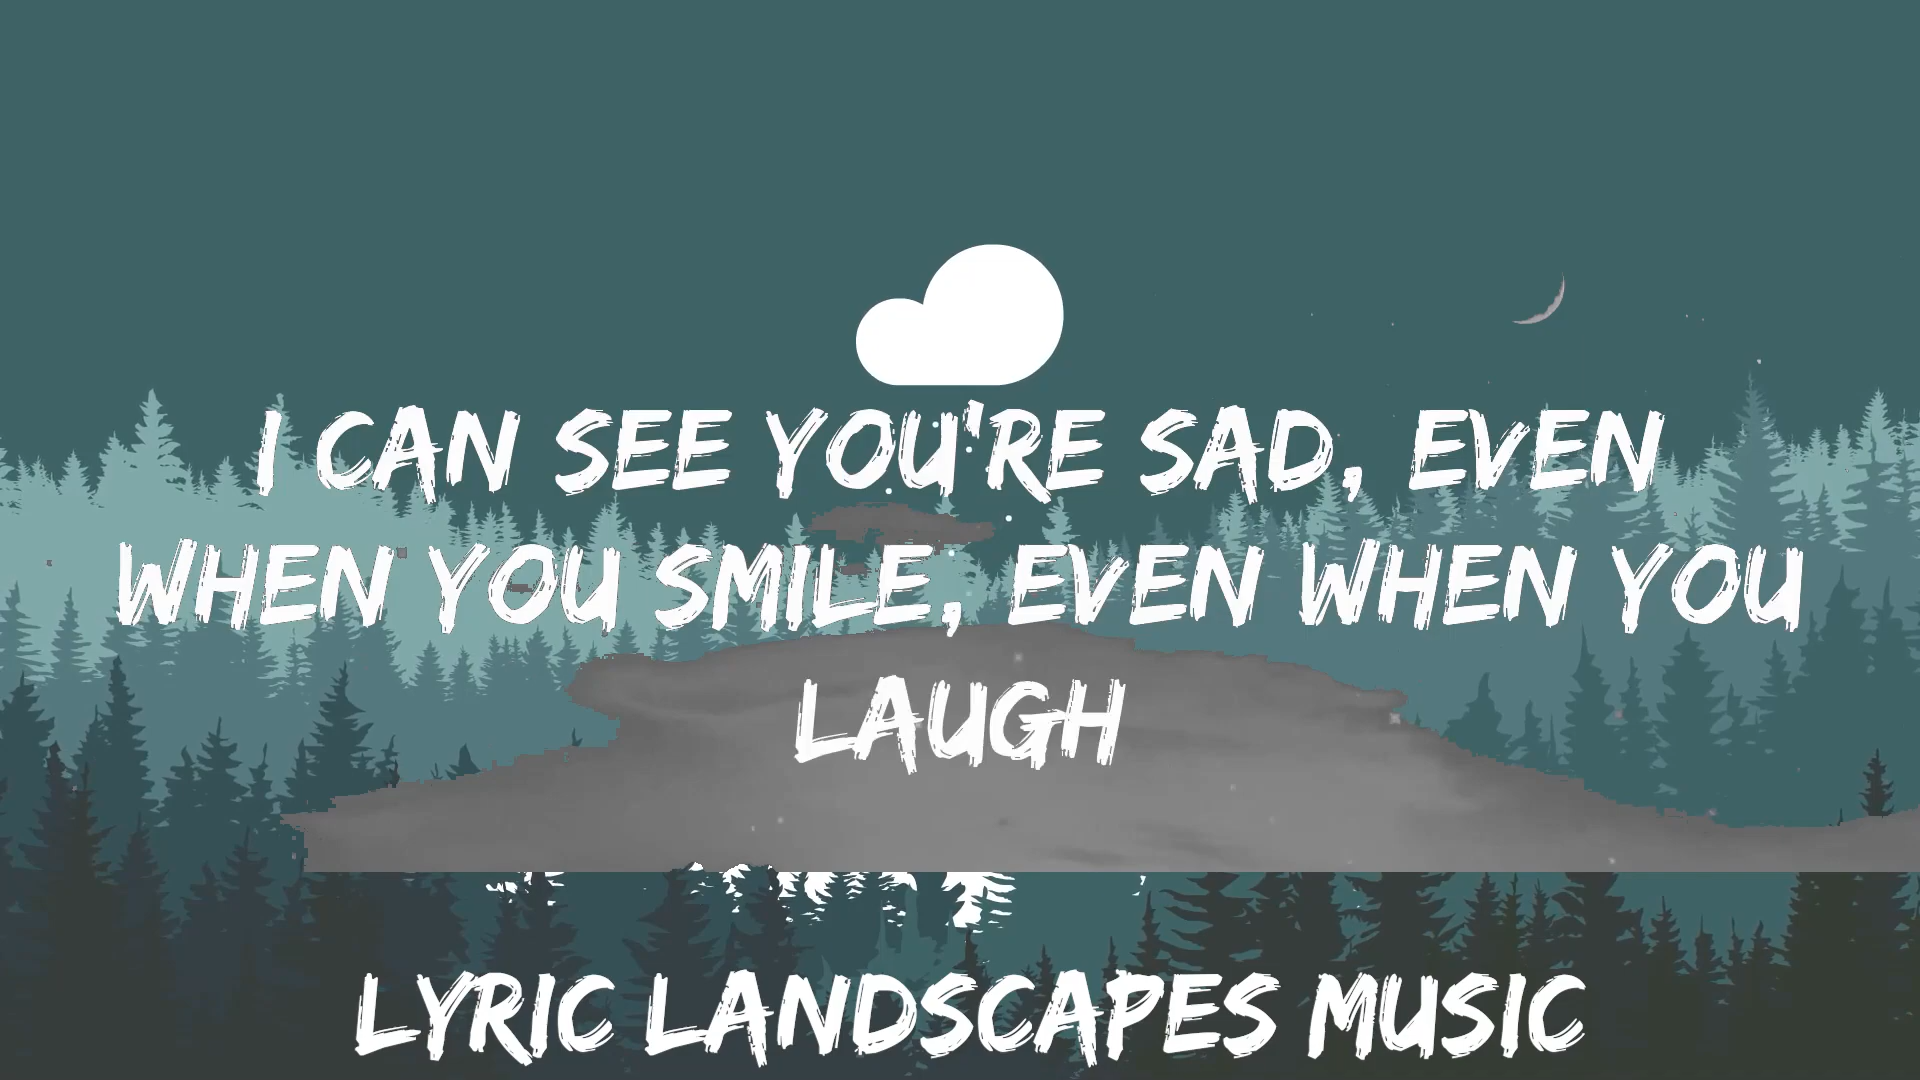 I CAN SEE YOU'RE SAD, EVEN
WHEN YOU SMILE, EVEN WHEN YOU
LAUGH
LYRIC LANDSCAPES MUSIC